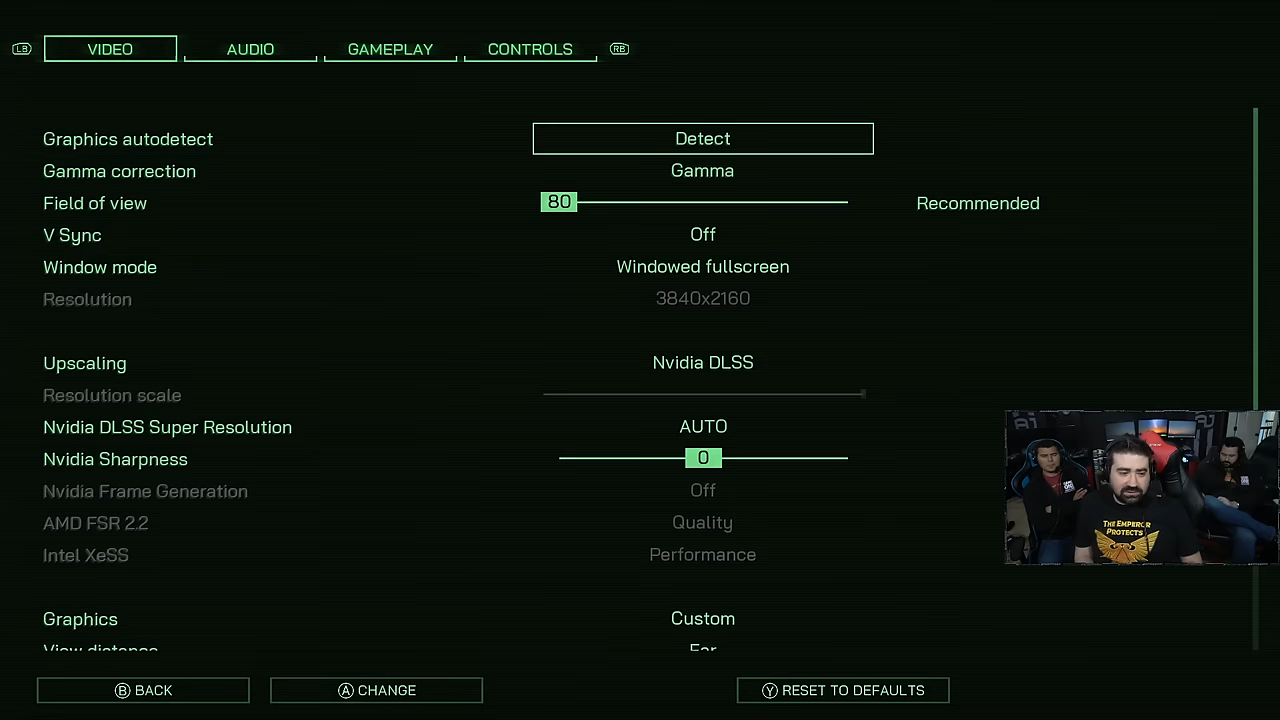 LB VIDEO AUDIO GAMEPLAY CONTROLS RB
Graphics autodetect Detect
Gamma correction Gamma
Field of view 80 Recommended
V Sync Off
Window mode Windowed fullscreen
Resolution 3840x2160
Upscaling Nvidia DLSS
Resolution scale
Nvidia DLSS Super Resolution AUTO
Nvidia Sharpness 0
Nvidia Frame Generation Off
AMD FSR 2.2 Quality
Intel XeSS Performance
THE EMPEROR
PROTECTS
Graphics Custom
View distance Far
B BACK A CHANGE Y RESET TO DEFAULTS